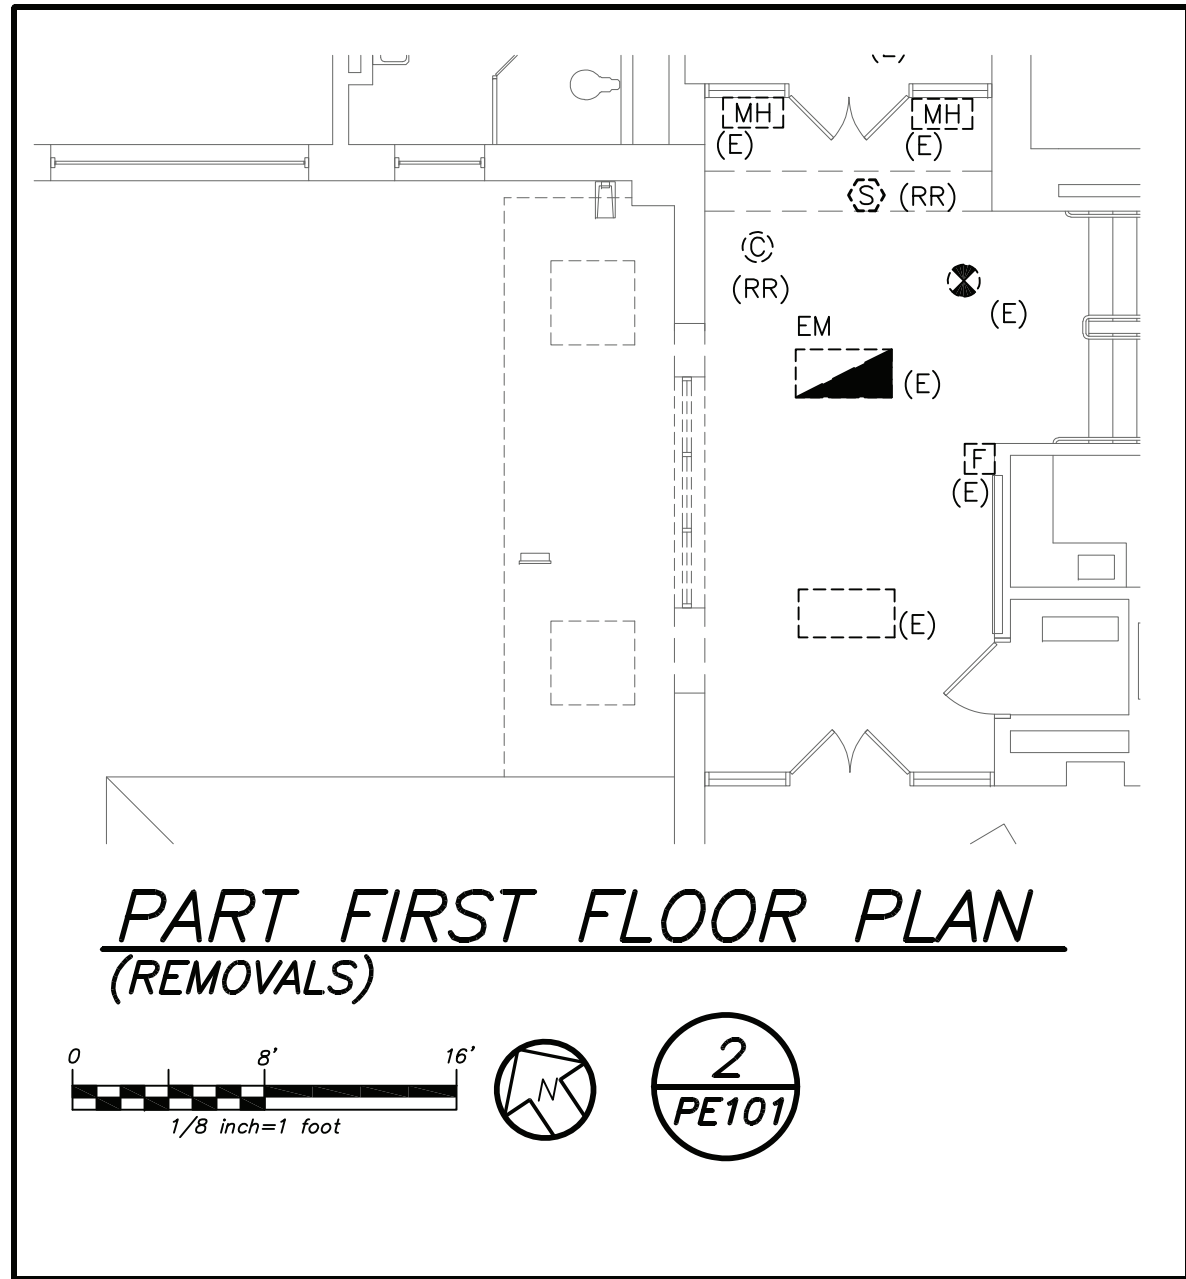 MH MH
(E) (E)
S (RR)
C
(RR)
(E)
EM
(E)
F
(E)
(E)
PART FIRST FLOOR PLAN
(REMOVALS)
0 8' 16'
1/8 inch=1 foot
N
2
PE101